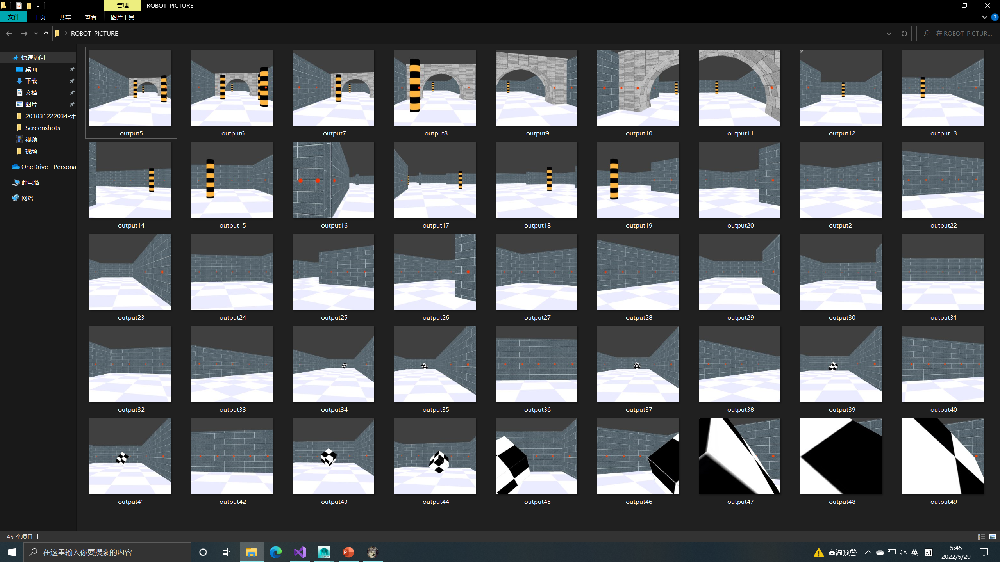 管理
ROBOT_PICTURE
文件
主页
共享
查看
图片工具
ROBOT_PICTURE
在 ROBOT_PICTUR...
快速访问
桌面
下载
文档
图片
201831222034-计
Screenshots
视频
视频
OneDrive - Persona
此电脑
网络
output5
output6
output7
output8
output9
output10
output11
output12
output13
output14
output15
output16
output17
output18
output19
output20
output21
output22
output23
output24
output25
output26
output27
output28
output29
output30
output31
output32
output33
output34
output35
output36
output37
output38
output39
output40
output41
output42
output43
output44
output45
output46
output47
output48
output49
45 个项目
在这里输入你要搜索的内容
MAYA
高温预警
英
拼
5:45
2022/5/29